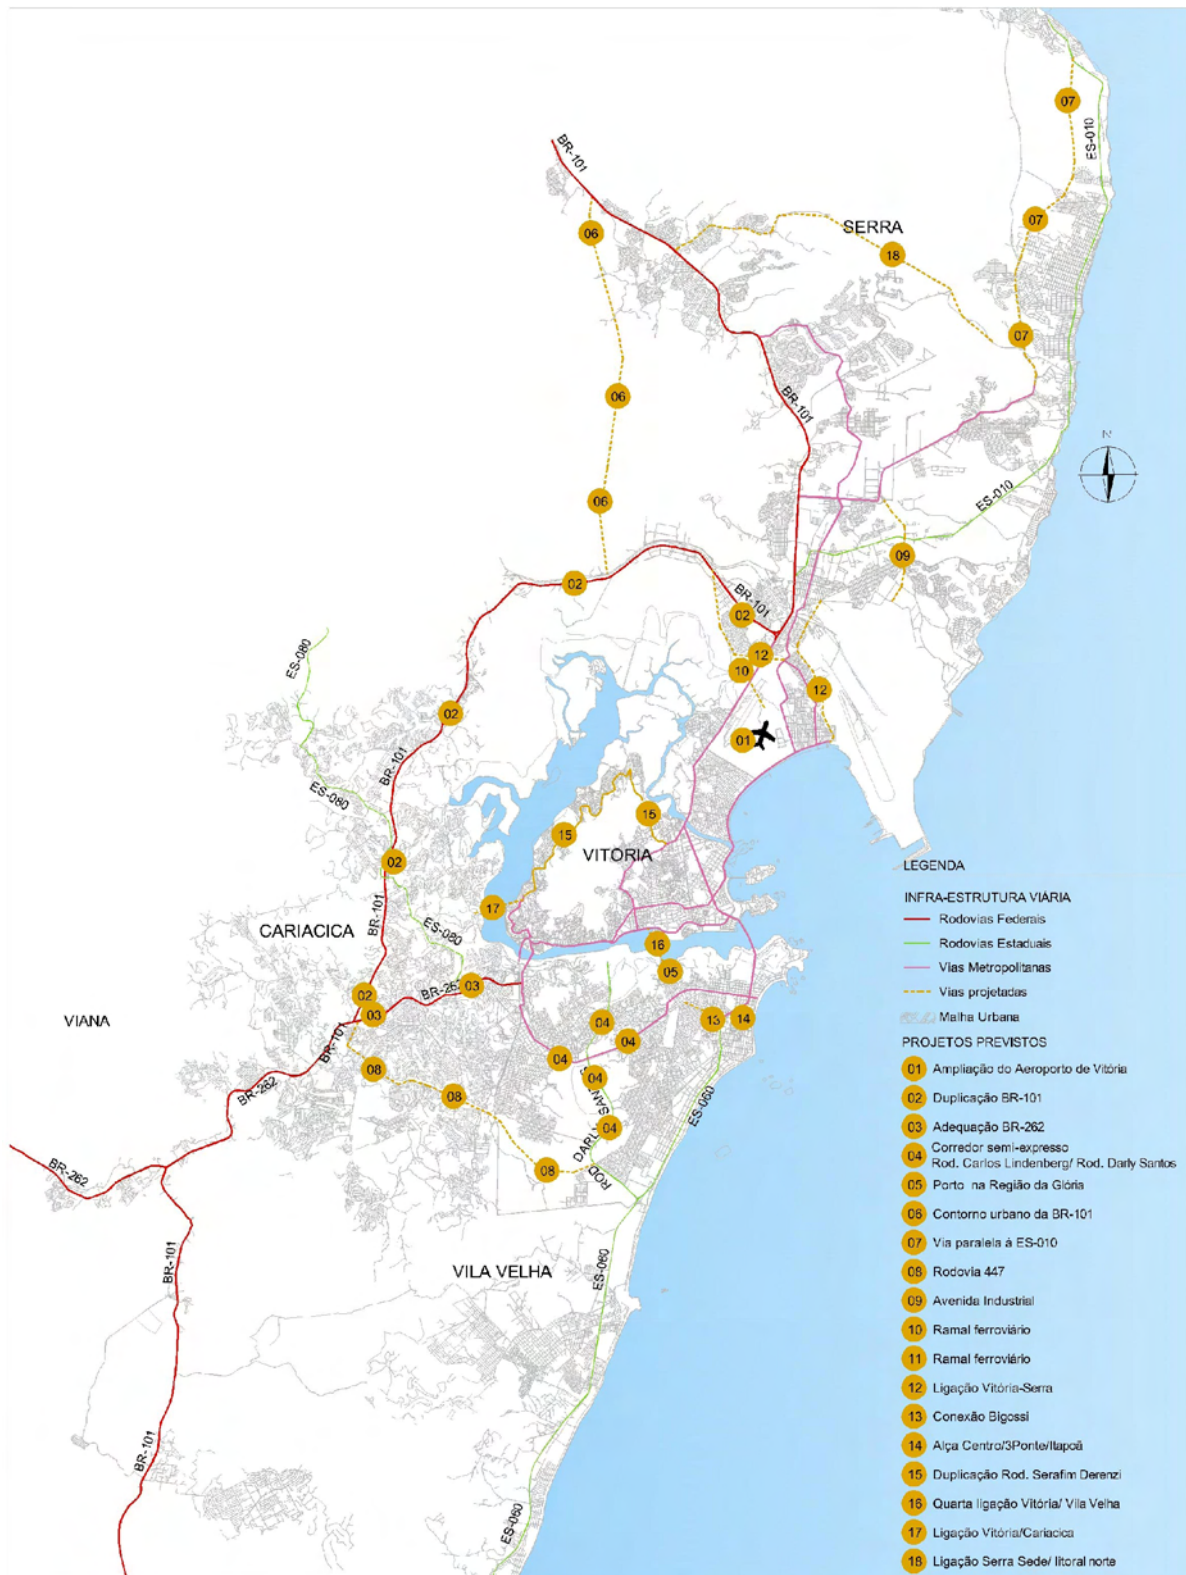 BR-101
07
ES-010
06
SERRA
07
18
07
06
BR-101
N
06
ES-010
09
02
BR-101
02
ES-080
12
10
12
02
01
BR-101
ES-080
15
15
VITORIA
02
17
BR-101
CARIACICA
ES-080
16
05
03
BR-262
02
03
VIANA
04
13
14
BR-101
04
04
08
BR-262
04
08
ES-060
04
ROD DARLY SANTOS
08
BR-262
BR-101
VILA VELHA
ES-060
BR-101
ES-060
LEGENDA
INFRA-ESTRUTURA VIÁRIA
Rodovias Federais
Rodovias Estaduais
Vias Metropolitanas
Vias projetadas
Malha Urbana
PROJETOS PREVISTOS
01 Ampliação do Aeroporto de Vitória
02 Duplicação BR-101
03 Adequação BR-262
04 Corredor semi-expresso
Rod. Carlos Lindenberg/ Rod. Darly Santos
05 Porto na Região da Glória
06 Contorno urbano da BR-101
07 Via paralela á ES-010
08 Rodovia 447
09 Avenida Industrial
10 Ramal ferroviário
11 Ramal ferroviário
12 Ligação Vitória-Serra
13 Conexão Bigossi
14 Alça Centro/3Ponte/Itapoã
15 Duplicação Rod. Serafim Derenzi
16 Quarta ligação Vitória/ Vila Velha
17 Ligação Vitória/Cariacica
18 Ligação Serra Sede/ litoral norte